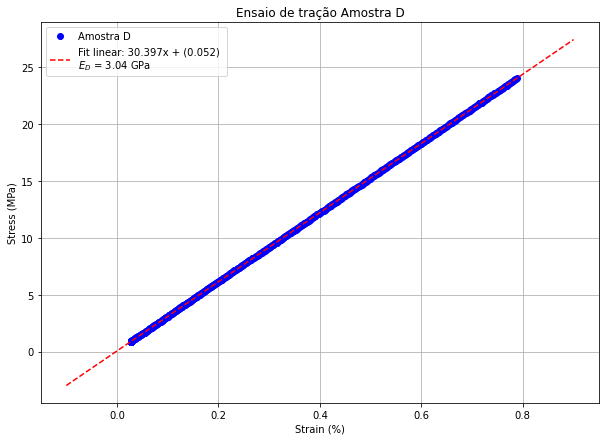 Ensaio de tração Amostra D
Amostra D
Fit linear: 30.397x + (0.052)
E_D = 3.04 GPa
Stress (MPa)
25
20
15
10
5
0
0.0 0.2 0.4 0.6 0.8
Strain (%)